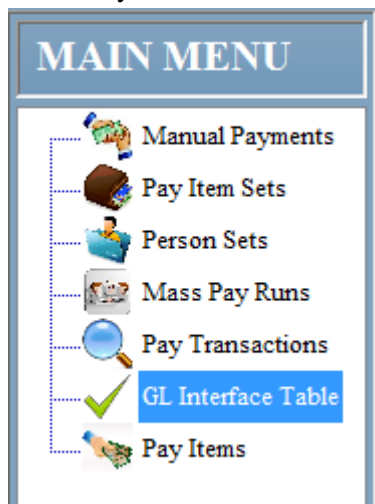 MAIN MENU
Manual Payments
Pay Item Sets
Person Sets
Mass Pay Runs
Pay Transactions
GL Interface Table
Pay Items